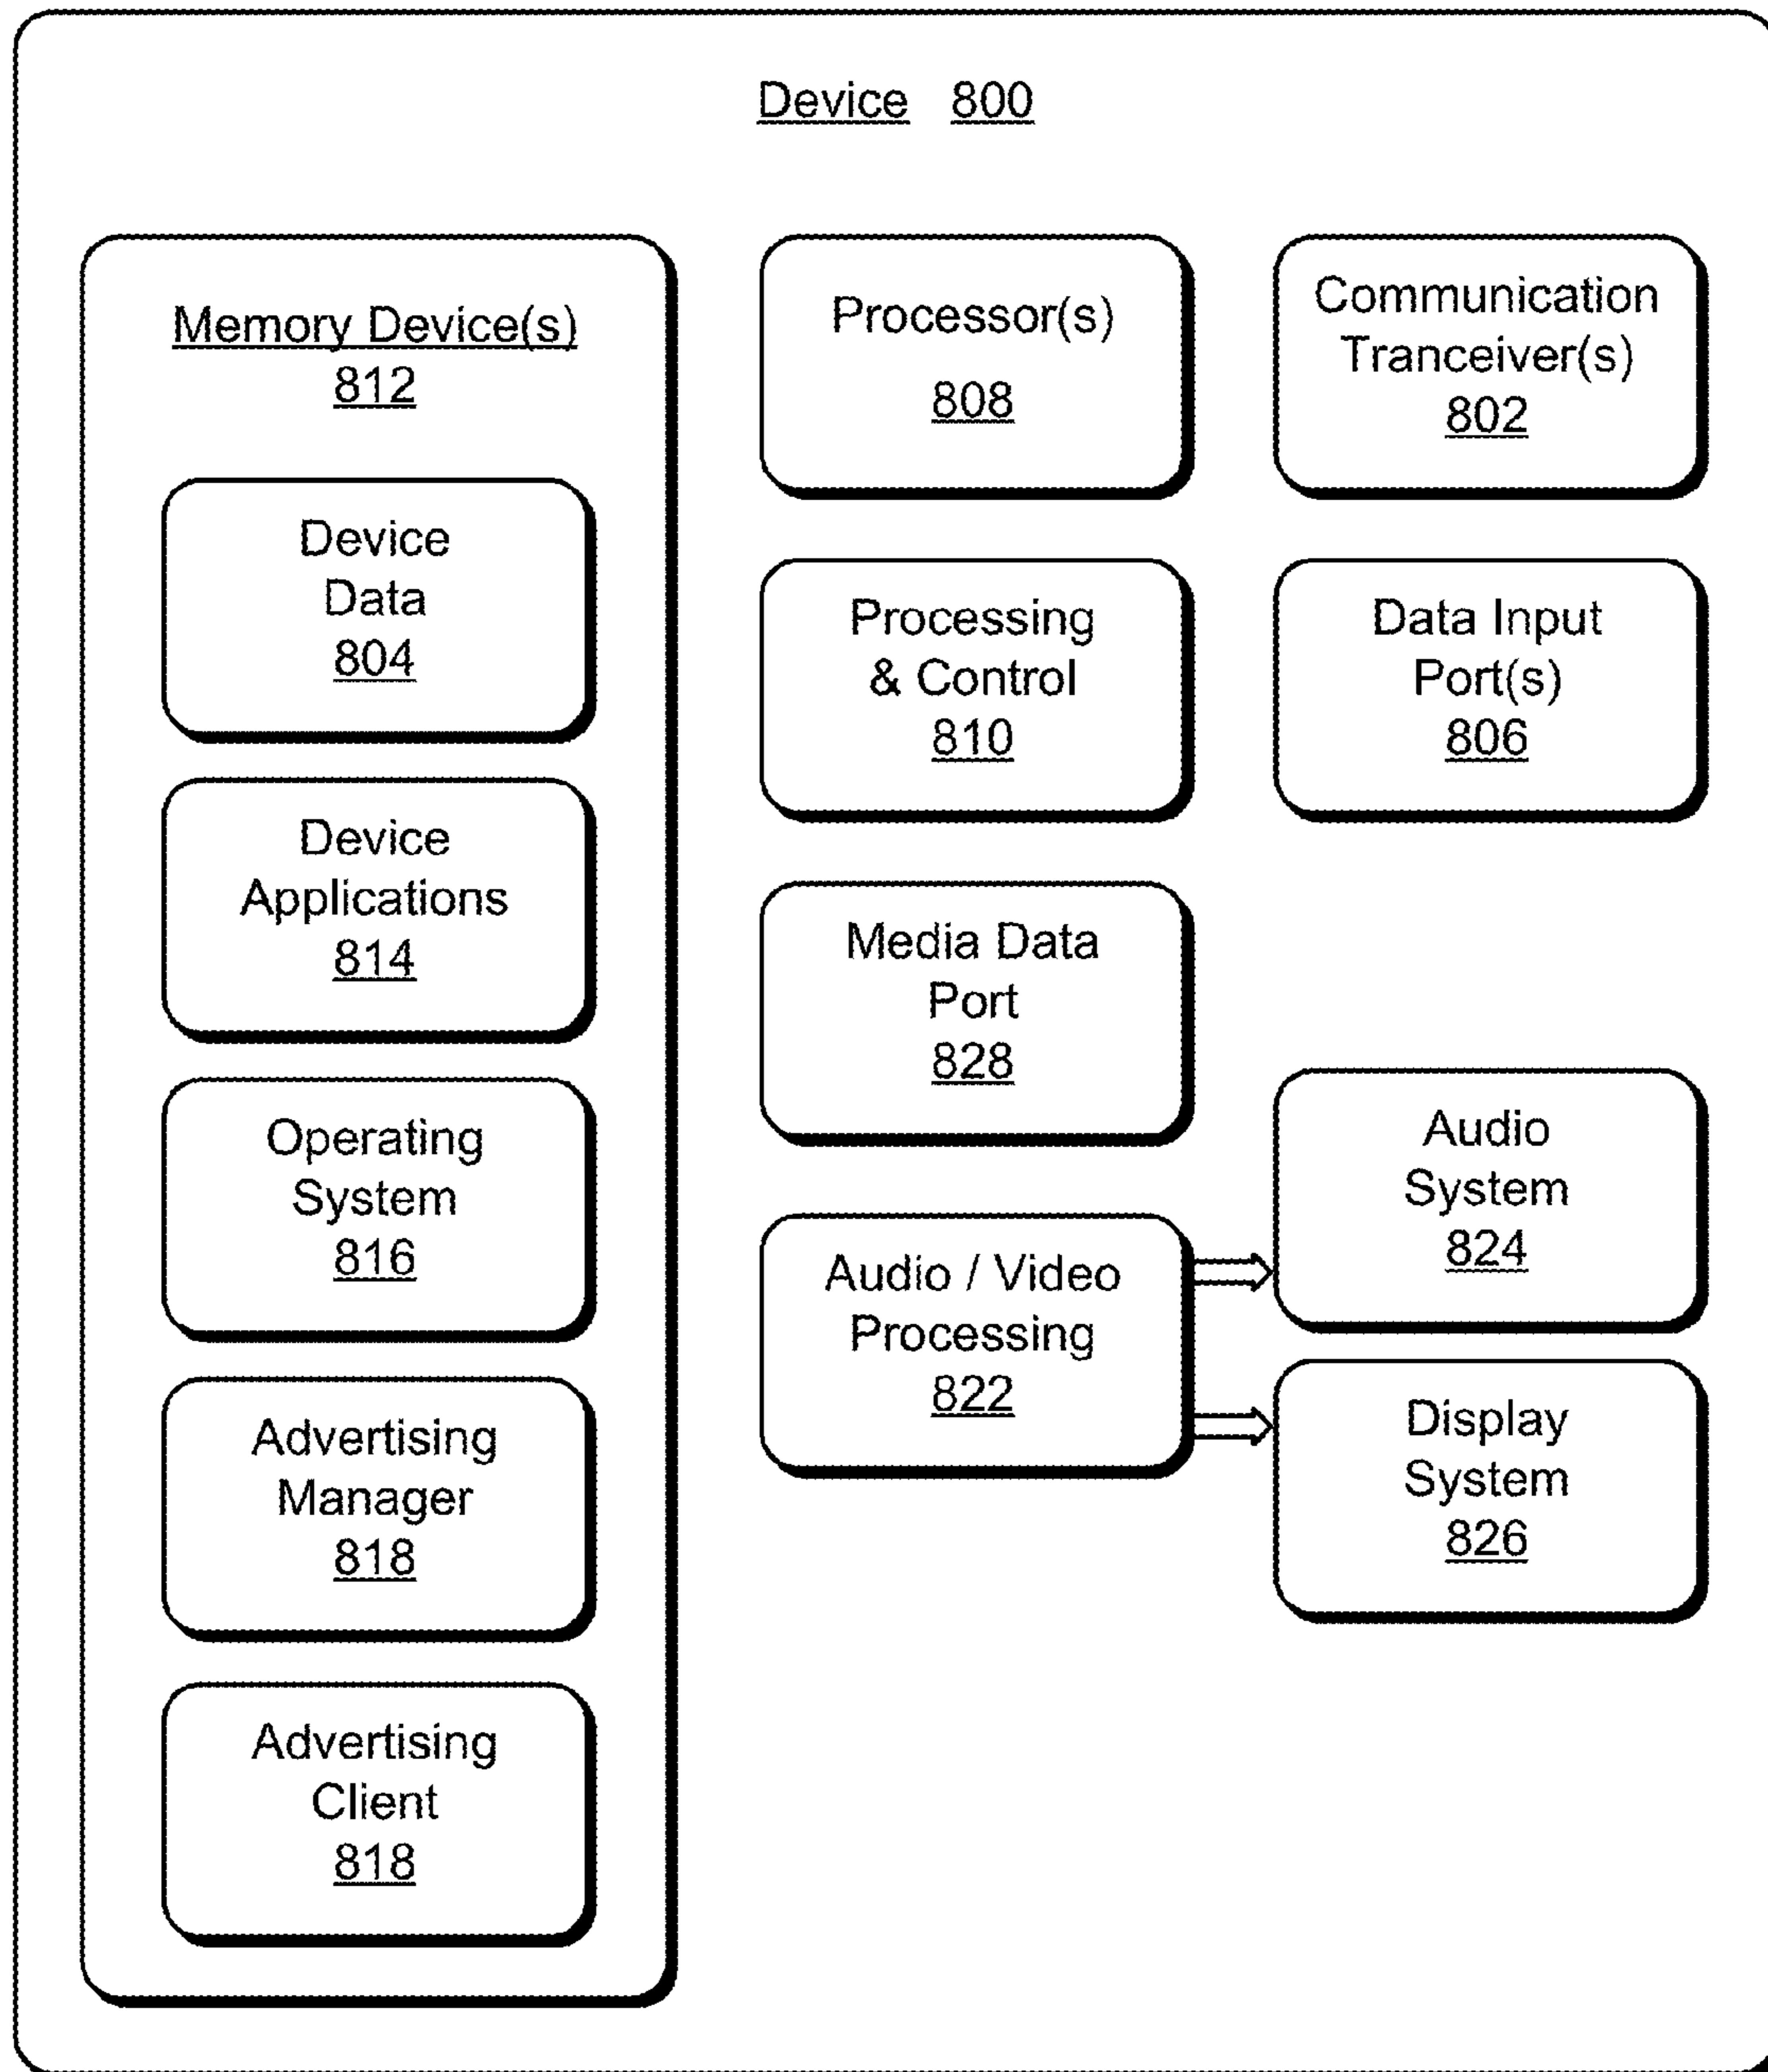 Device 800
Memory Device(s)
812
Device
Data
804
Device
Applications
814
Operating
System
816
Advertising
Manager
818
Advertising
Client
818
Processor(s)
808
Processing
& Control
810
Media Data
Port
828
Audio / Video
Processing
822
Communication
Tranceiver(s)
802
Data Input
Port(s)
806
Audio
System
824
Display
System
826